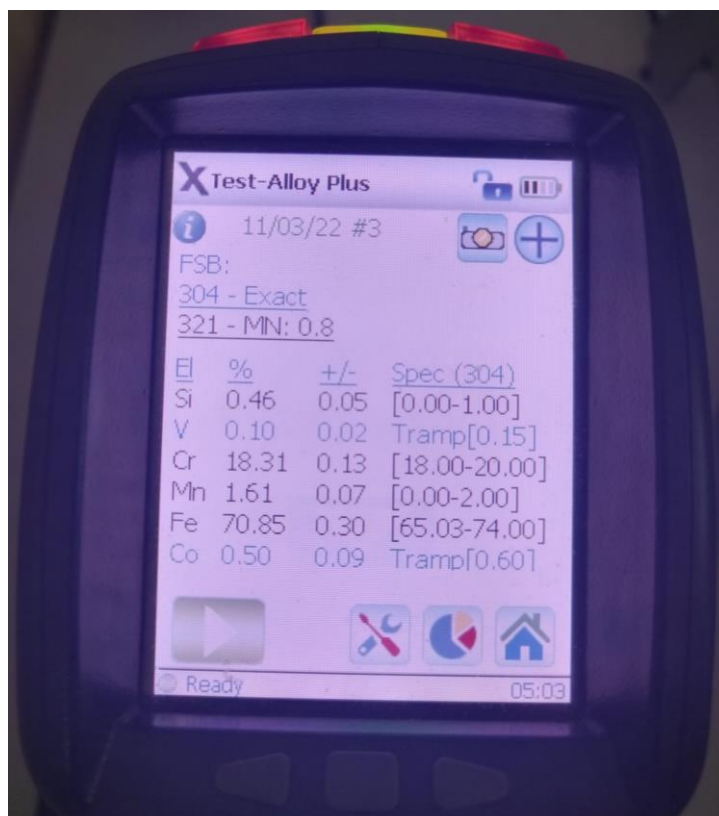 X Test-Alloy Plus
i 11/03/22 #3
FSB:
304 - Exact
321 - MN: 0.8
El % +/- Spec (304)
Si 0.46 0.05 [0.00-1.00]
V 0.10 0.02 Tramp[0.15]
Cr 18.31 0.13 [18.00-20.00]
Mn 1.61 0.07 [0.00-2.00]
Fe 70.85 0.30 [65.03-74.00]
Co 0.50 0.09 Tramp[0.60]
Ready 05:03